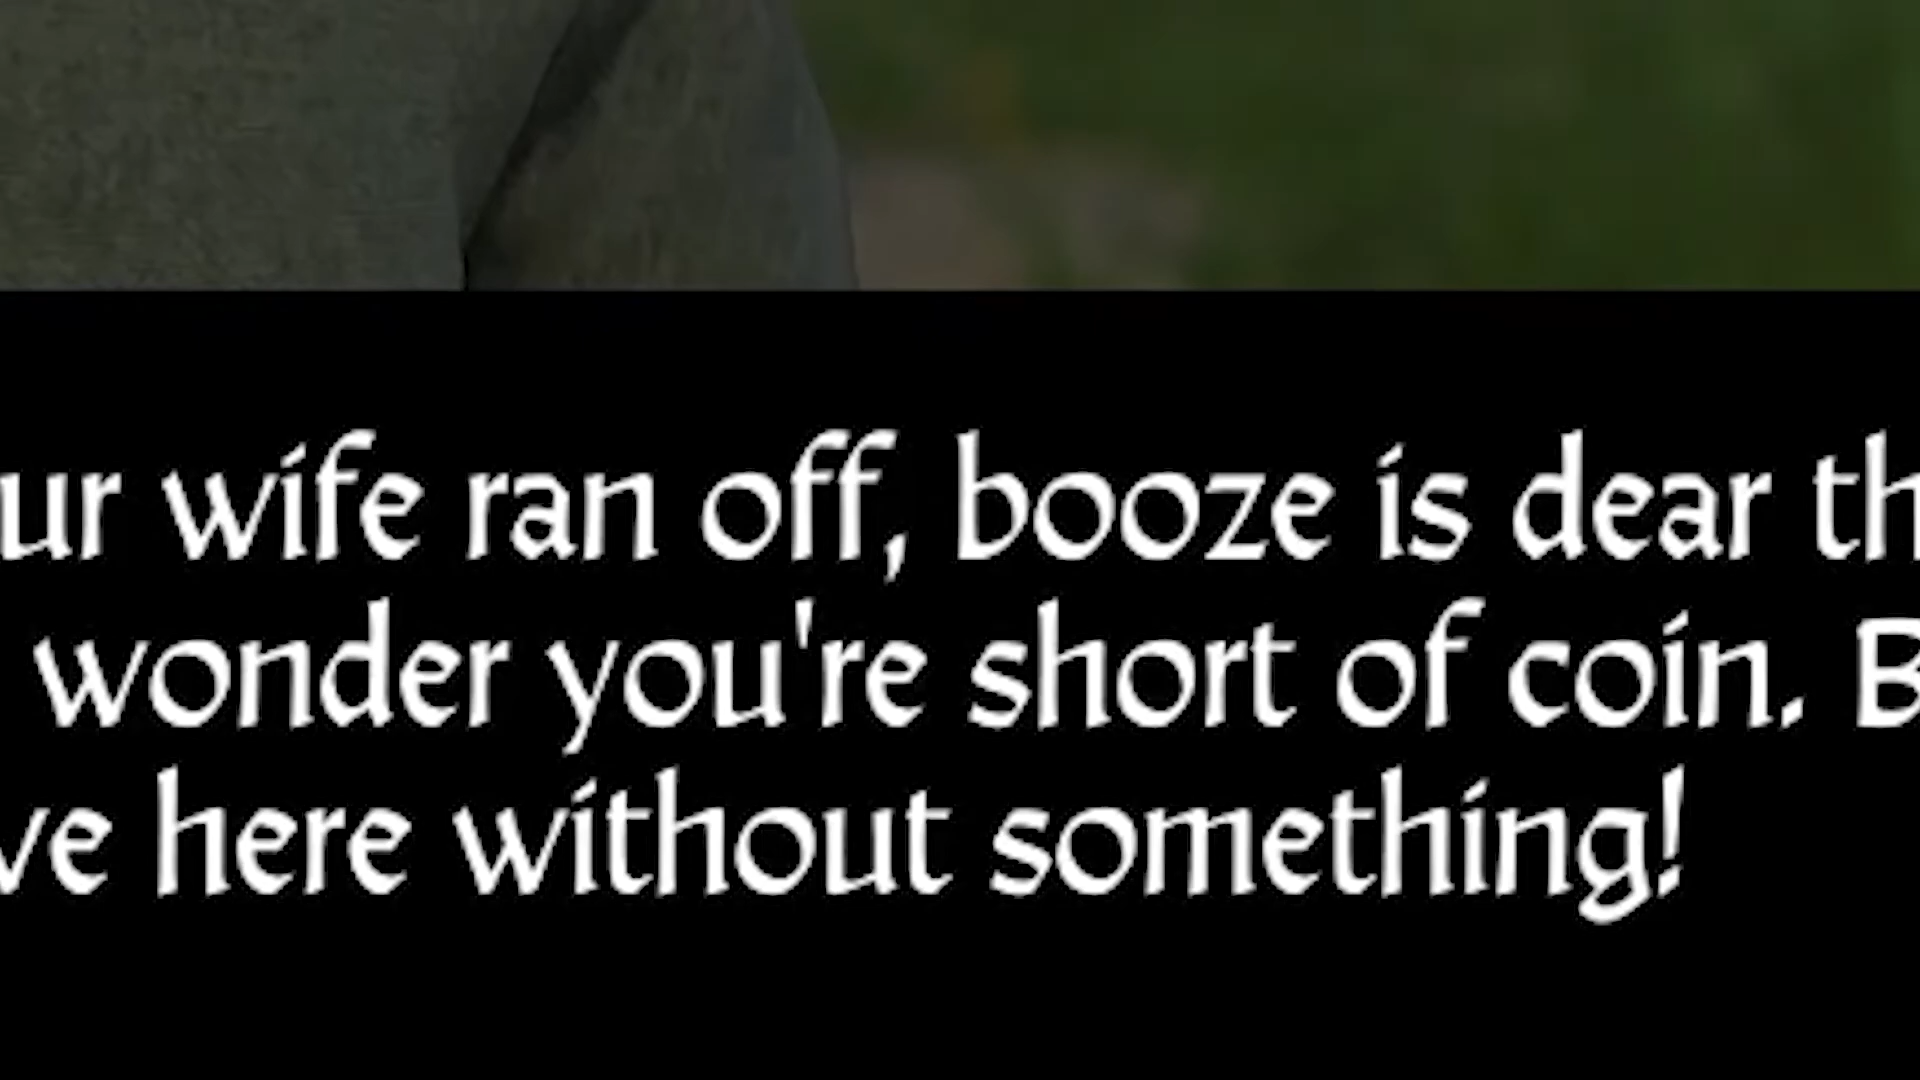 ur wife ran off, booze is dear th
wonder you're short of coin. B
ve here without something!